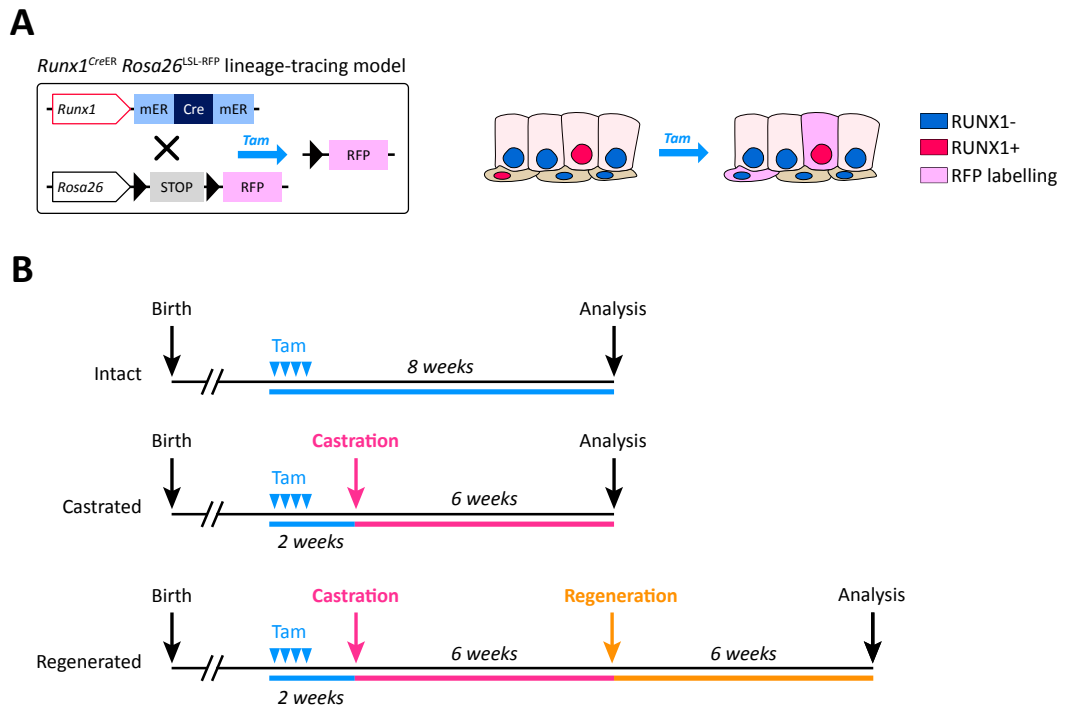 A
Runx1CreER Rosa26LSL-RFP lineage-tracing model
Runx1 mER Cre mER
Tam
RFP
Rosa26 STOP RFP
Tam
RUNX1-
RUNX1+
RFP labelling
B
Birth Analysis
Tam
8 weeks
Intact
Birth Castration Analysis
Tam
6 weeks
Castrated
2 weeks
Birth Castration Regeneration Analysis
Tam
6 weeks 6 weeks
Regenerated
2 weeks